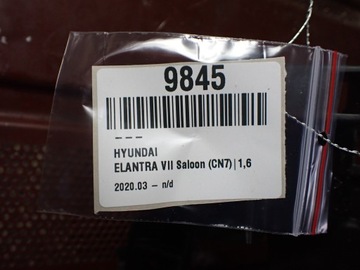 9845
– – –
HYUNDAI
ELANTRA VII Saloon (CN7)|1,6
2020.03 – n/d